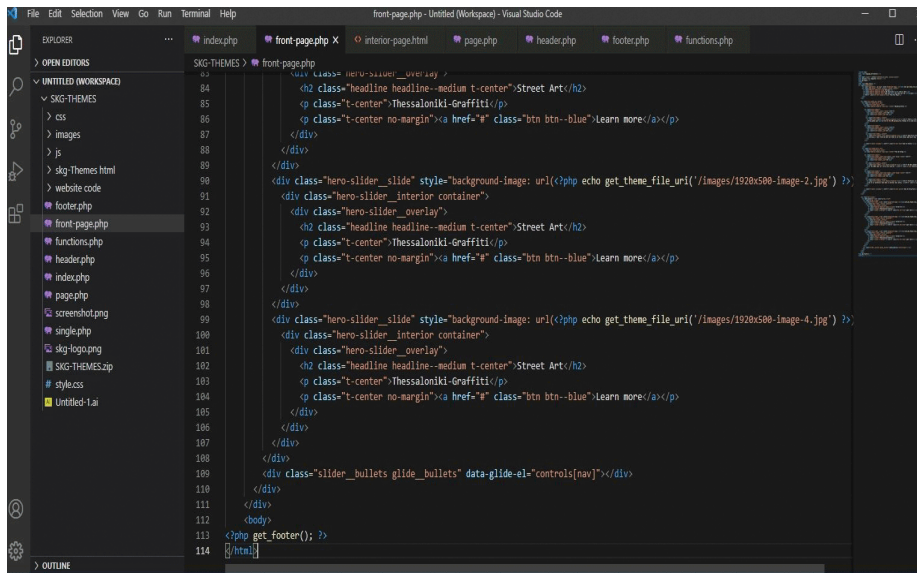 File Edit Selection View Go Run Terminal Help front-page.php - Untitled (Workspace) - Visual Studio Code
EXPLORER ... index.php front-page.php X interior-page.html page.php header.php footer.php functions.php
> OPEN EDITORS
SKG-THEMES > front-page.php
UNTITLED (WORKSPACE)
SKG-THEMES
> css
> images
> js
> skg-Themes html
> website code
footer.php
front-page.php
functions.php
header.php
index.php
page.php
screenshot.png
single.php
skg-logo.png
SKG-THEMES.zip
# style.css
Ai Untitled-1.ai
> OUTLINE
83 <div class="hero-slider__overlay">
84 <h2 class="headline headline--medium t-center">Street Art</h2>
85 <p class="t-center">Thessaloniki-Graffiti</p>
86 <p class="t-center no-margin"><a href="#" class="btn btn--blue">Learn more</a></p>
87 </div>
88 </div>
89 </div>
90 <div class="hero-slider__slide" style="background-image: url(<?php echo get_theme_file_uri('/images/1920x500-image-2.jpg') ?>)
91 <div class="hero-slider__interior container">
92 <div class="hero-slider__overlay">
93 <h2 class="headline headline--medium t-center">Street Art</h2>
94 <p class="t-center">Thessaloniki-Graffiti</p>
95 <p class="t-center no-margin"><a href="#" class="btn btn--blue">Learn more</a></p>
96 </div>
97 </div>
98 </div>
99 <div class="hero-slider__slide" style="background-image: url(<?php echo get_theme_file_uri('/images/1920x500-image-4.jpg') ?>)
100 <div class="hero-slider__interior container">
101 <div class="hero-slider__overlay">
102 <h2 class="headline headline--medium t-center">Street Art</h2>
103 <p class="t-center">Thessaloniki-Graffiti</p>
104 <p class="t-center no-margin"><a href="#" class="btn btn--blue">Learn more</a></p>
105 </div>
106 </div>
107 </div>
108 </div>
109 <div class="slider__bullets glide__bullets" data-glide-el="controls[nav]"></div>
110 </div>
111 </div>
112 <body>
113 <?php get_footer(); ?>
114 </html>